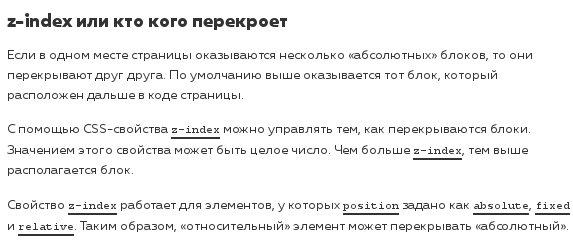 z-index или кто кого перекроет
Если в одном месте страницы оказываются несколько «абсолютных» блоков, то они
перекрывают друг друга. По умолчанию выше оказывается тот блок, который
расположен дальше в коде страницы.
С помощью CSS-свойства z-index можно управлять тем, как перекрываются блоки.
Значением этого свойства может быть целое число. Чем больше z-index, тем выше
располагается блок.
Свойство z-index работает для элементов, у которых position задано как absolute, fixed
и relative. Таким образом, «относительный» элемент может перекрывать «абсолютный».